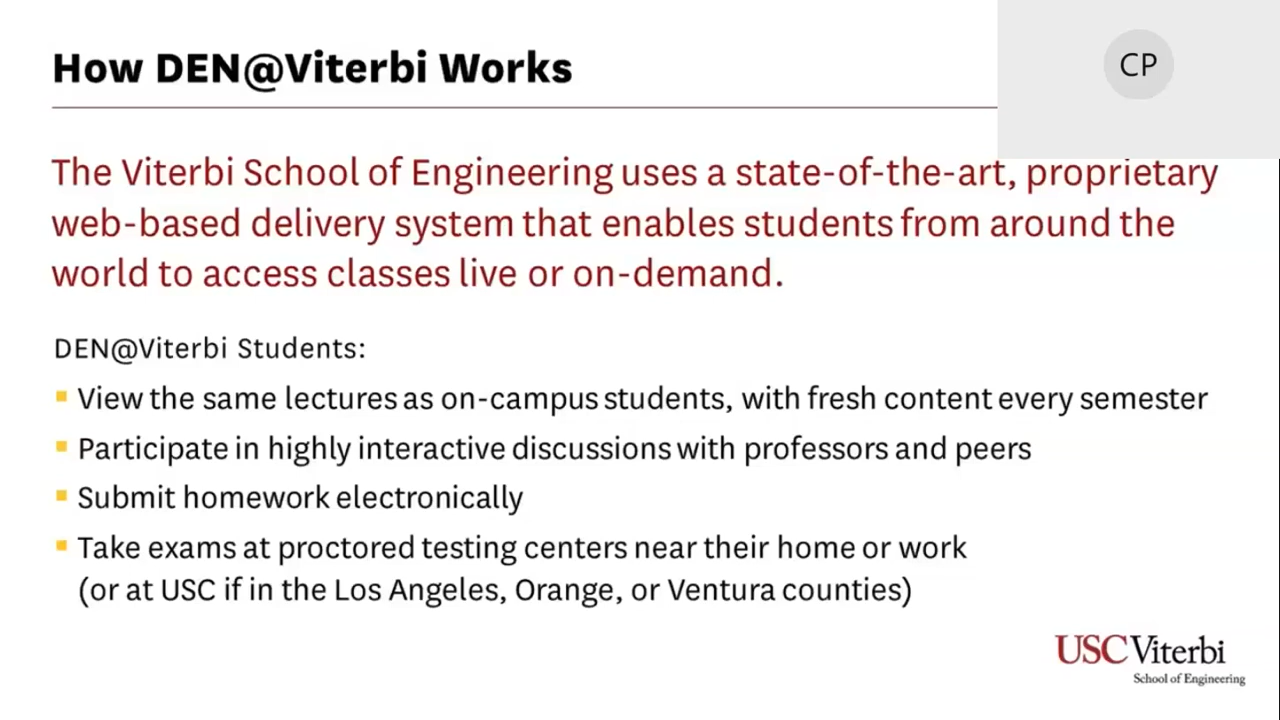 How DEN@Viterbi Works
CP
The Viterbi School of Engineering uses a state-of-the-art, proprietary
web-based delivery system that enables students from around the
world to access classes live or on-demand.
DEN@Viterbi Students:
View the same lectures as on-campus students, with fresh content every semester
Participate in highly interactive discussions with professors and peers
Submit homework electronically
Take exams at proctored testing centers near their home or work
(or at USC if in the Los Angeles, Orange, or Ventura counties)
USC Viterbi
School of Engineering